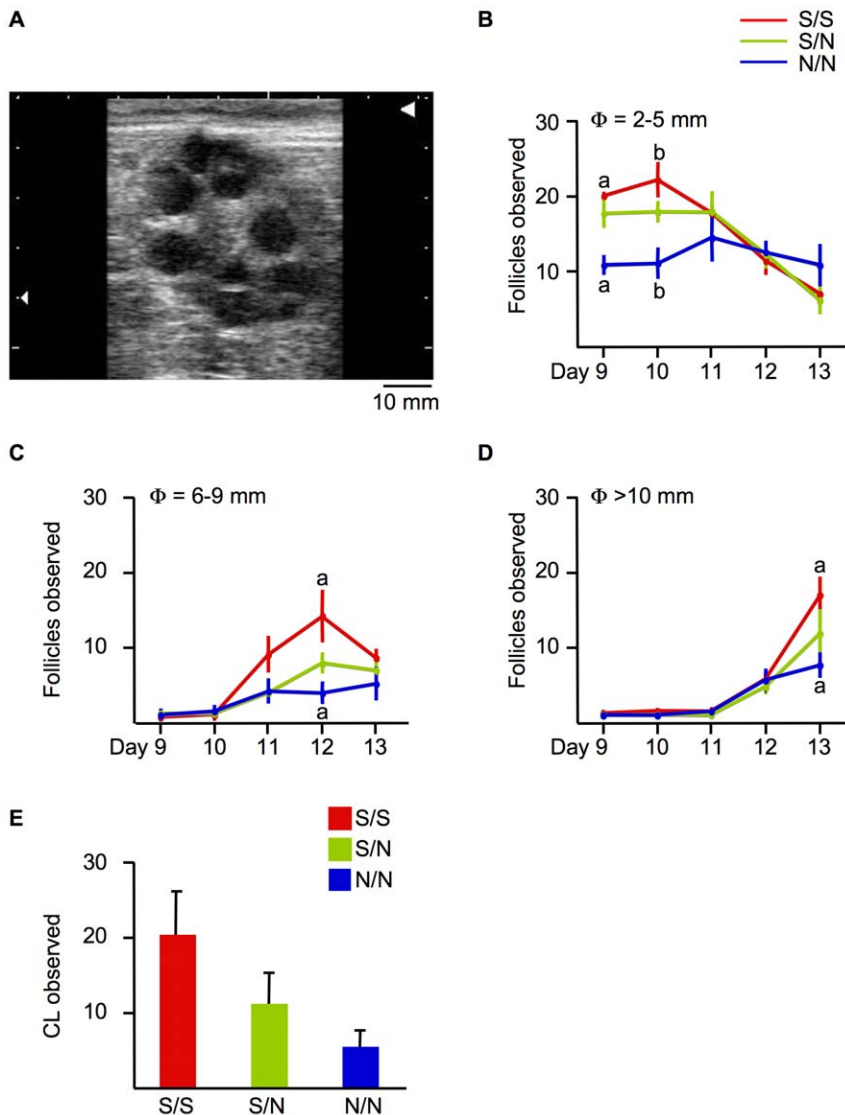 A
10 mm
B
S/S
S/N
N/N
Φ = 2-5 mm
Follicles observed
30
20
10
a
b
a
b
Day 9 10 11 12 13
C
Φ = 6-9 mm
Follicles observed
30
20
10
a
a
Day 9 10 11 12 13
D
Φ >10 mm
Follicles observed
30
20
10
a
a
Day 9 10 11 12 13
E
S/S
S/N
N/N
CL observed
30
20
10
S/S S/N N/N